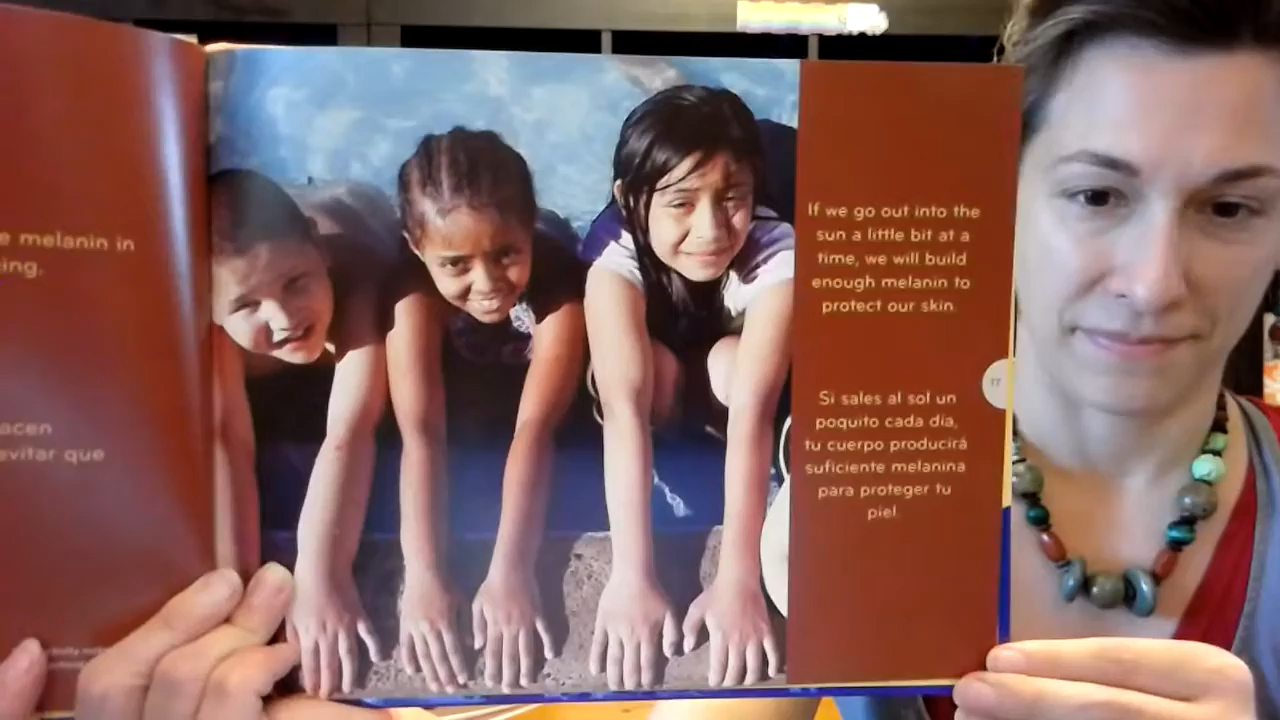 e melanin in
ing.
acen
evitar que
If we go out into the
sun a little bit at a
time, we will build
enough melanin to
protect our skin.
Si sales al sol un
poquito cada día,
tu cuerpo producirá
suficiente melanina
para proteger tu
piel.
17